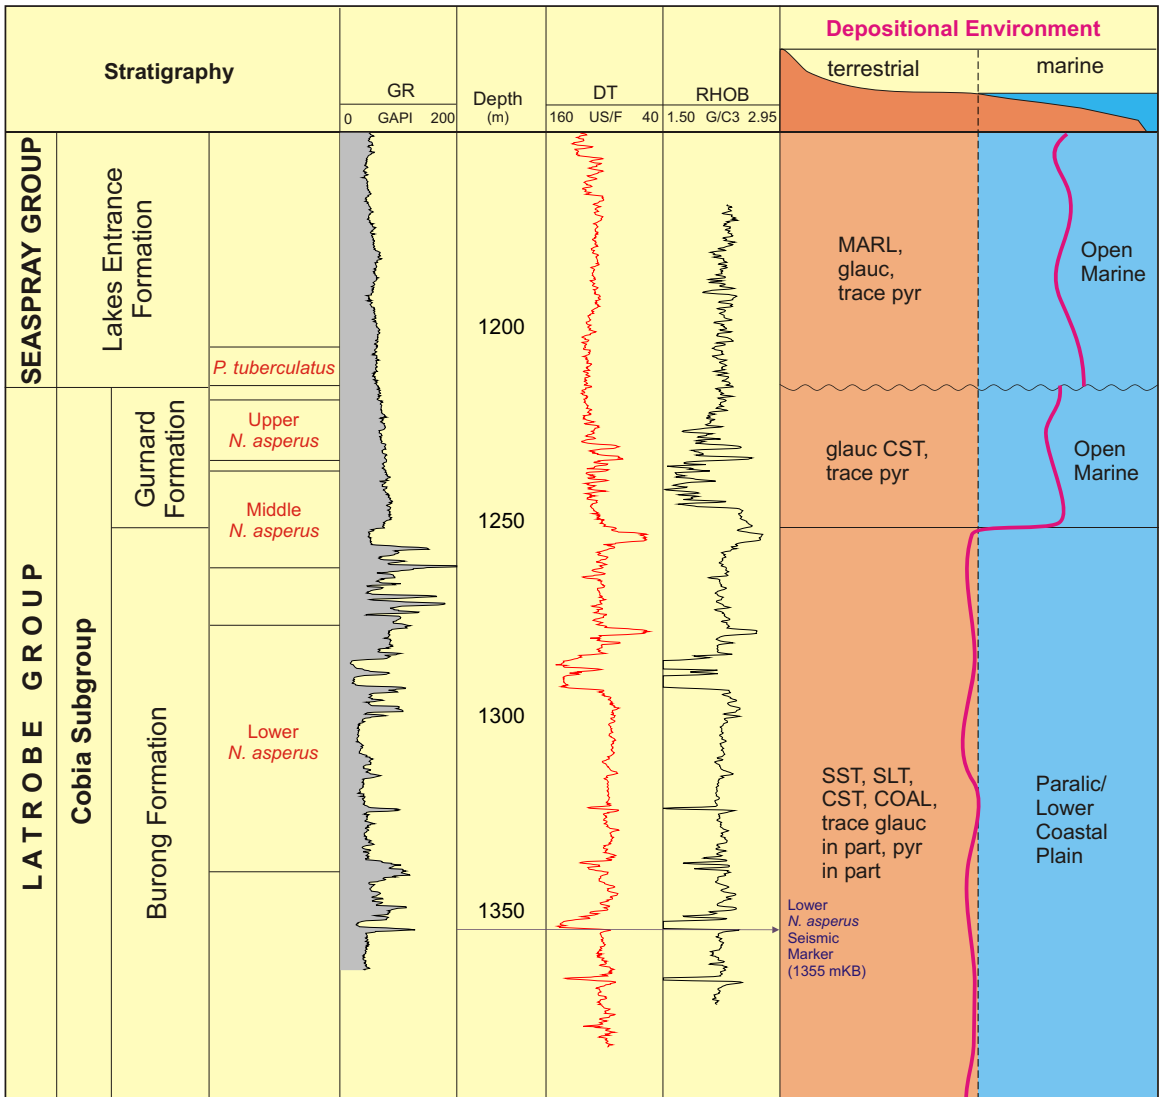 Depositional Environment
Stratigraphy
terrestrial
marine
GR
0 GAPI 200
Depth
(m)
DT
160 US/F 40
RHOB
1.50 G/C3 2.95
SEASPRAY GROUP
Lakes Entrance
Formation
P. tuberculatus
LATROBE GROUP
Cobia Subgroup
Gurnard
Formation
Burong Formation
Upper
N. asperus
Middle
N. asperus
Lower
N. asperus
1200
1250
1300
1350
MARL,
glauc,
trace pyr
Open
Marine
glauc CST,
trace pyr
Open
Marine
SST, SLT,
CST, COAL,
trace glauc
in part, pyr
in part
Paralic/
Lower
Coastal
Plain
Lower
N. asperus
Seismic
Marker
(1355 mKB)